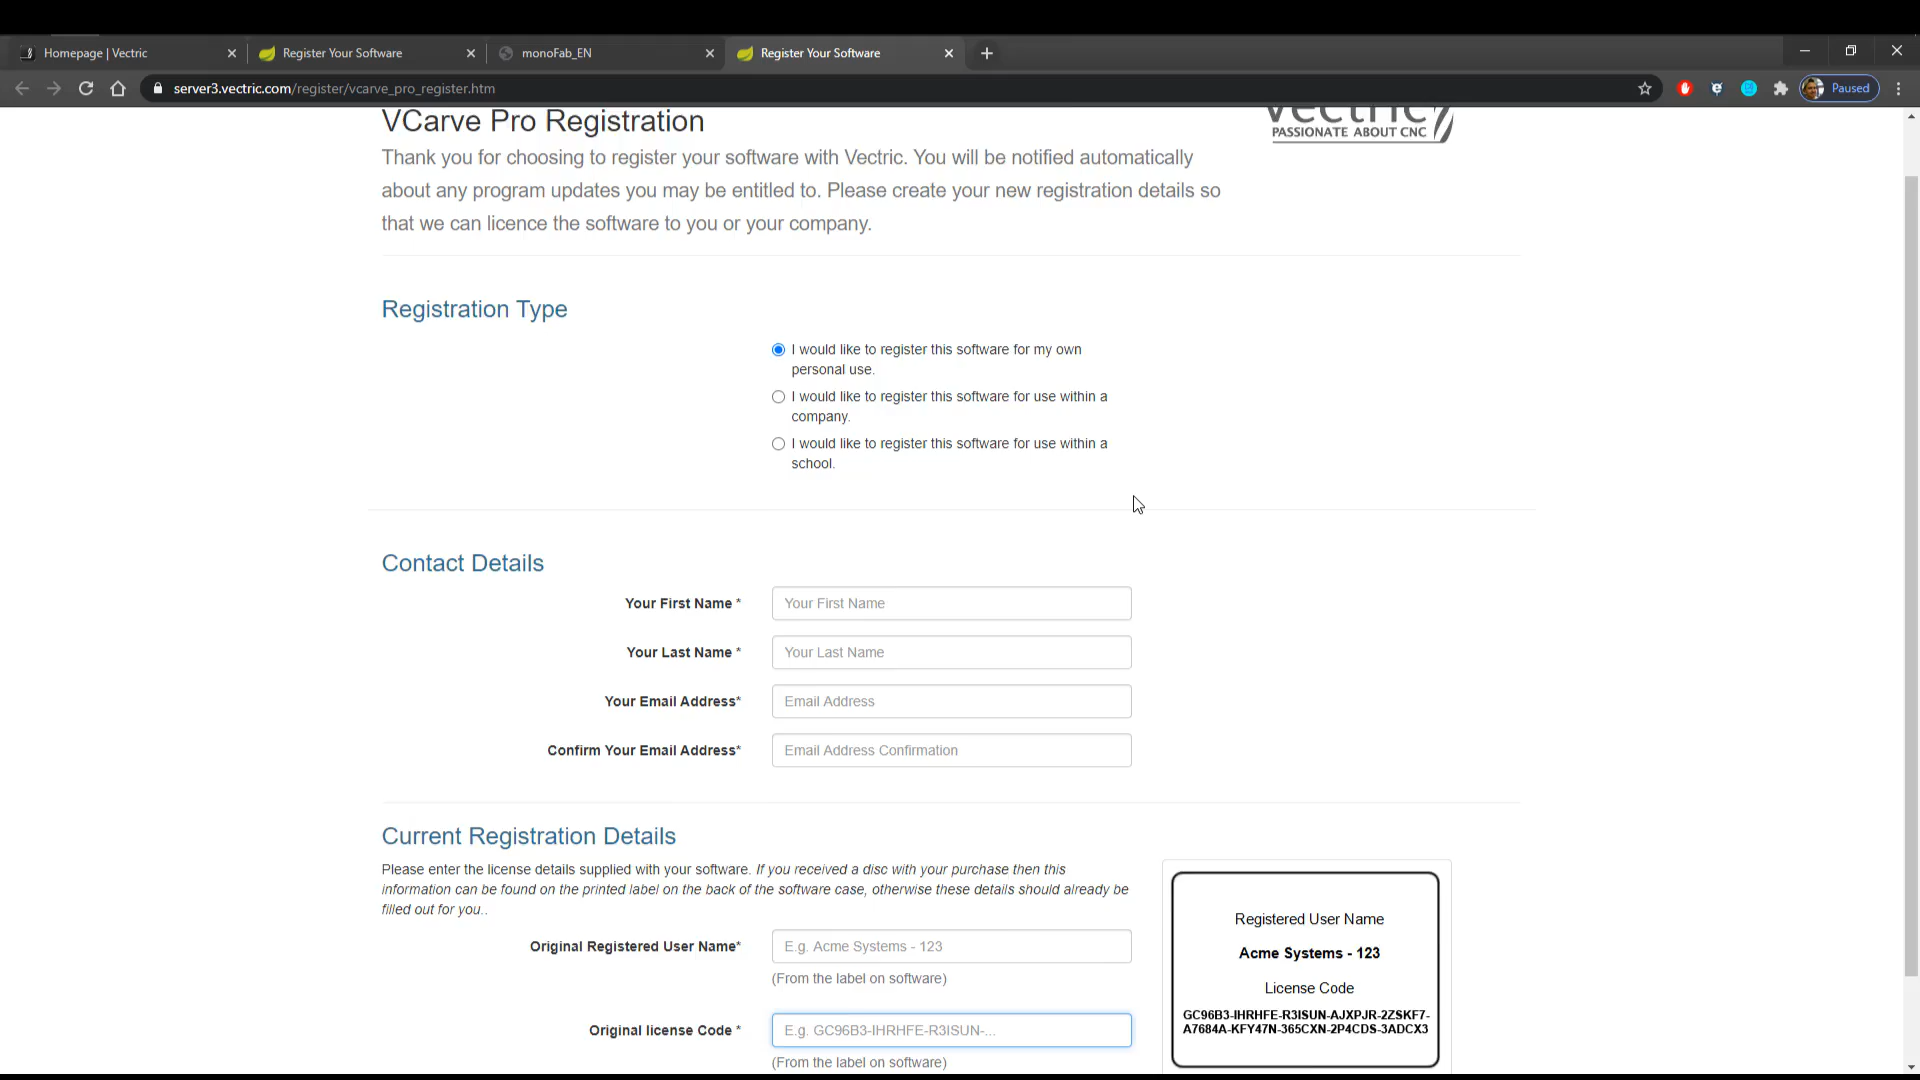 Homepage | Vectric
Register Your Software
monoFab_EN
Register Your Software
server3.vectric.com/register/vcarve_pro_register.htm
Paused
VCarve Pro Registration
vectric
PASSIONATE ABOUT CNC
Thank you for choosing to register your software with Vectric. You will be notified automatically
about any program updates you may be entitled to. Please create your new registration details so
that we can licence the software to you or your company.
Registration Type
I would like to register this software for my own
personal use.
I would like to register this software for use within a
company.
I would like to register this software for use within a
school.
Contact Details
Your First Name *
Your First Name
Your Last Name *
Your Last Name
Your Email Address*
Email Address
Confirm Your Email Address*
Email Address Confirmation
Current Registration Details
Please enter the license details supplied with your software. If you received a disc with your purchase then this
information can be found on the printed label on the back of the software case, otherwise these details should already be
filled out for you..
Original Registered User Name*
E.g. Acme Systems - 123
(From the label on software)
Original license Code *
E.g. GC96B3-IHRHFE-R3ISUN-...
(From the label on software)
Registered User Name
Acme Systems - 123
License Code
GC96B3-IHRHFE-R3ISUN-AJXPJR-2ZSKF7-
A7684A-KFY47N-365CXN-2P4CDS-3ADCX3